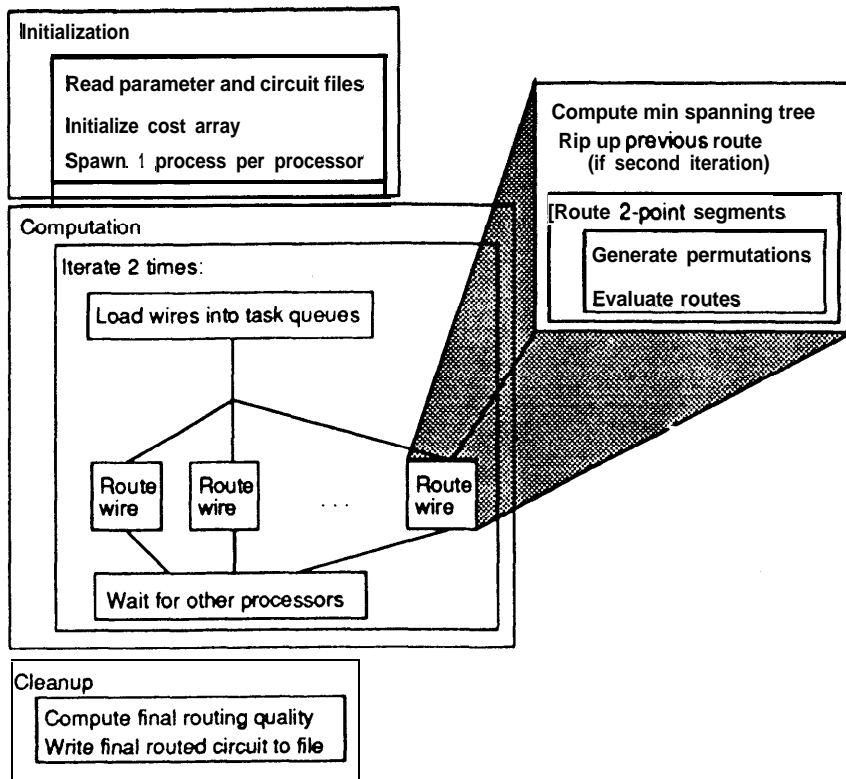 Initialization
Read parameter and circuit files
Initialize cost array
Spawn 1 process per processor
Computation
Iterate 2 times:
Load wires into task queues
Route
wire
Route
wire
. . .
Route
wire
Wait for other processors
Compute min spanning tree
Rip up previous route
(if second iteration)
Route 2-point segments
Generate permutations
Evaluate routes
Cleanup
Compute final routing quality
Write final routed circuit to file